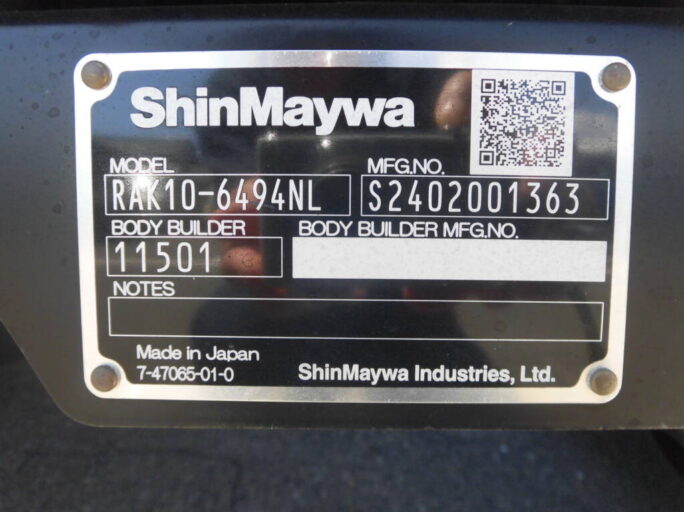 ShinMaywa
MODEL MFG.NO.
RAK10-6494NL S2402001363
BODY BUILDER BODY BUILDER MFG.NO.
11501
NOTES
Made in Japan
7-47065-01-0 ShinMaywa Industries, Ltd.